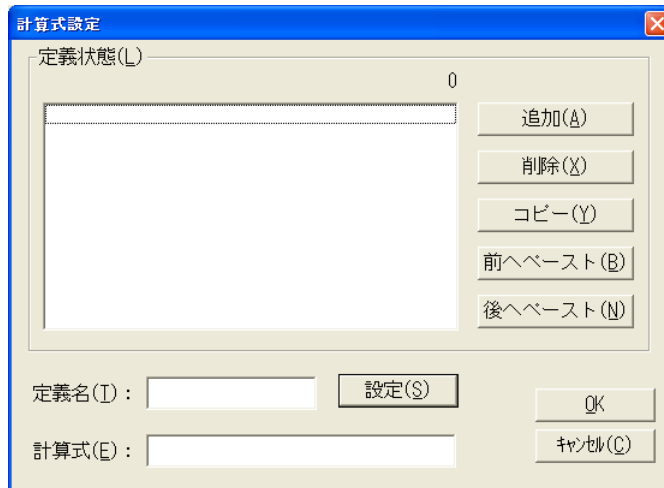 計算式設定
定義状態(L)
0
追加(A)
削除(X)
コピー(Y)
前へペースト(B)
後へペースト(N)
定義名(T)：
設定(S)
OK
計算式(E)：
ｷｬﾝｾﾙ(C)